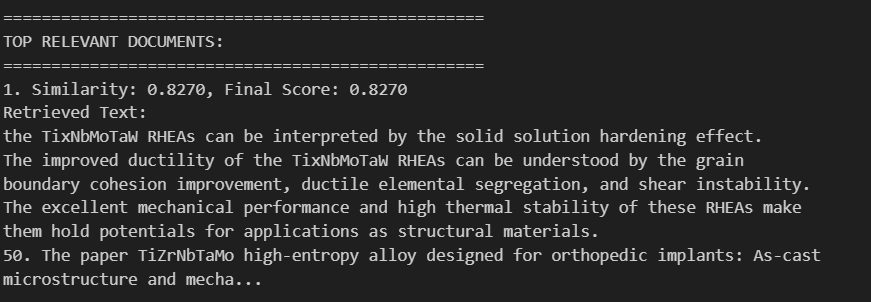 ==================================================
TOP RELEVANT DOCUMENTS:
==================================================
1. Similarity: 0.8270, Final Score: 0.8270
Retrieved Text:
the TixNbMoTaW RHEAs can be interpreted by the solid solution hardening effect.
The improved ductility of the TixNbMoTaW RHEAs can be understood by the grain
boundary cohesion improvement, ductile elemental segregation, and shear instability.
The excellent mechanical performance and high thermal stability of these RHEAs make
them hold potentials for applications as structural materials.
50. The paper TiZrNbTaMo high-entropy alloy designed for orthopedic implants: As-cast
microstructure and mecha...